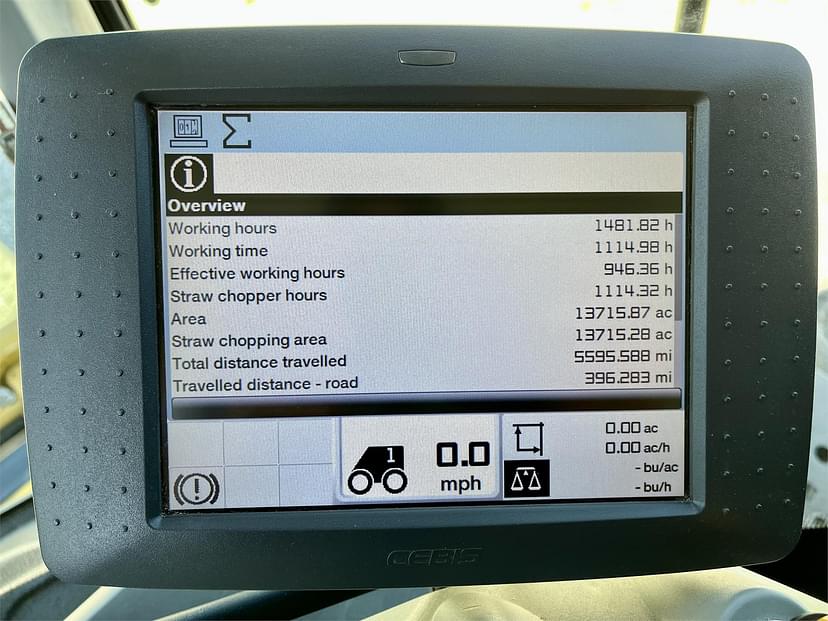 Overview
Working hours 1481.82 h
Working time 1114.98 h
Effective working hours 946.36 h
Straw chopper hours 1114.32 h
Area 13715.87 ac
Straw chopping area 13715.28 ac
Total distance travelled 5595.588 mi
Travelled distance - road 396.283 mi
1 0.0 mph
0.00 ac
0.00 ac/h
- bu/ac
- bu/h
CEBIS